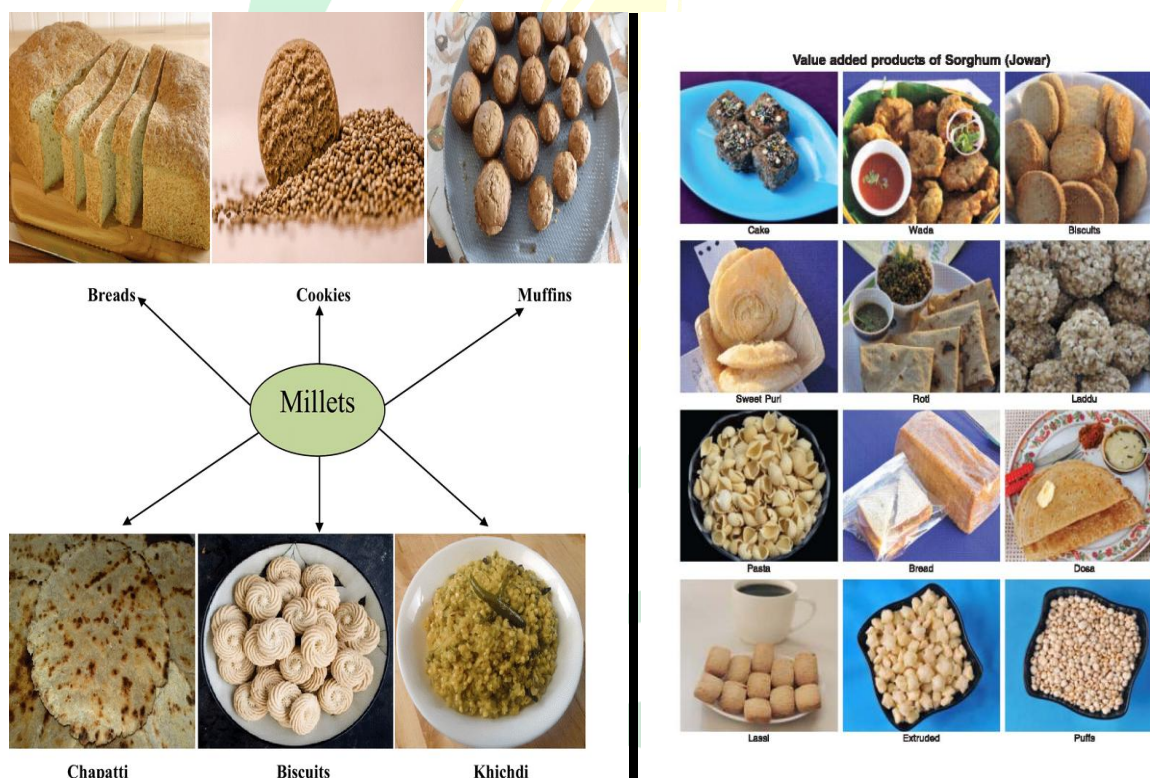 Breads
Cookies
Muffins
Millets
Chapatti
Biscuits
Khichdi
Value added products of Sorghum (Jowar)
Cake
Wada
Biscuits
Sweet Puri
Roti
Laddu
Pasta
Bread
Dosa
Lassi
Extruded
Puffs